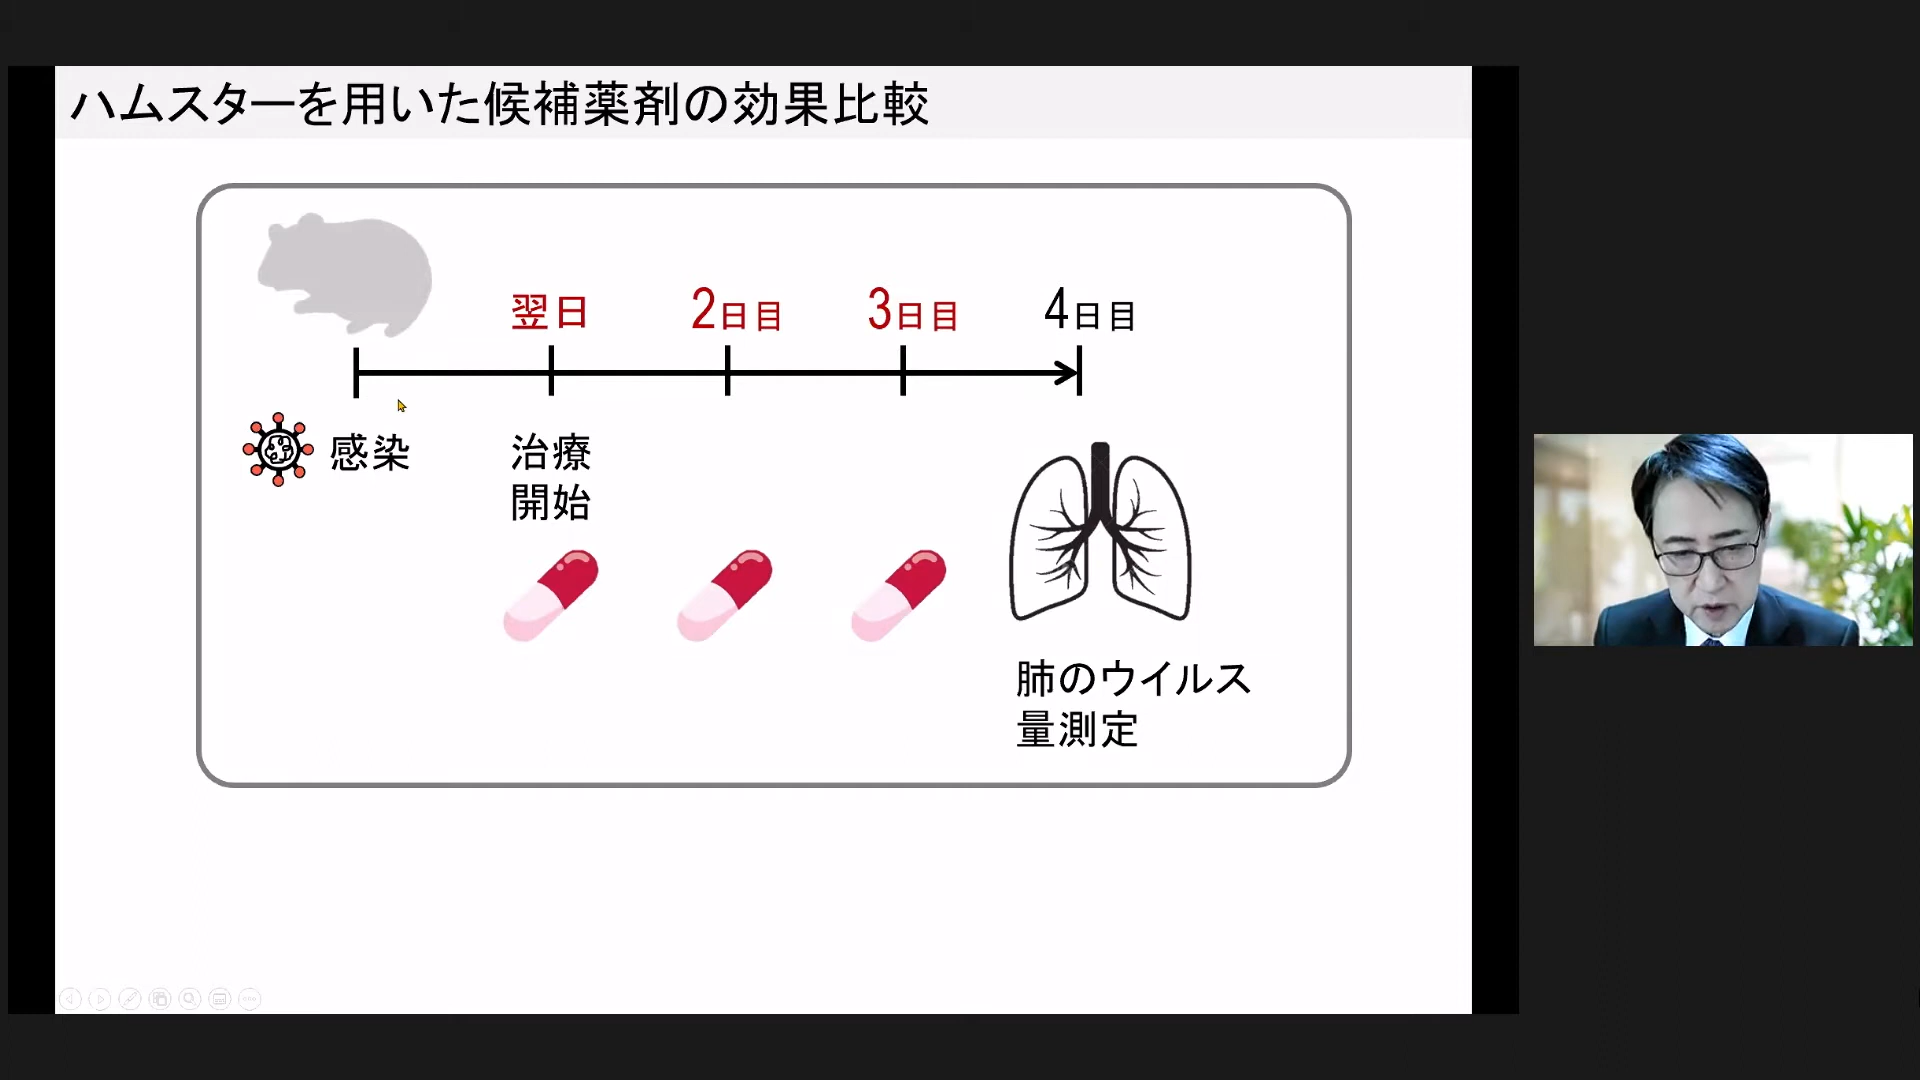 ハムスターを用いた候補薬剤の効果比較
翌日
2日目
3日目
4日目
感染
治療
開始
肺のウイルス
量測定